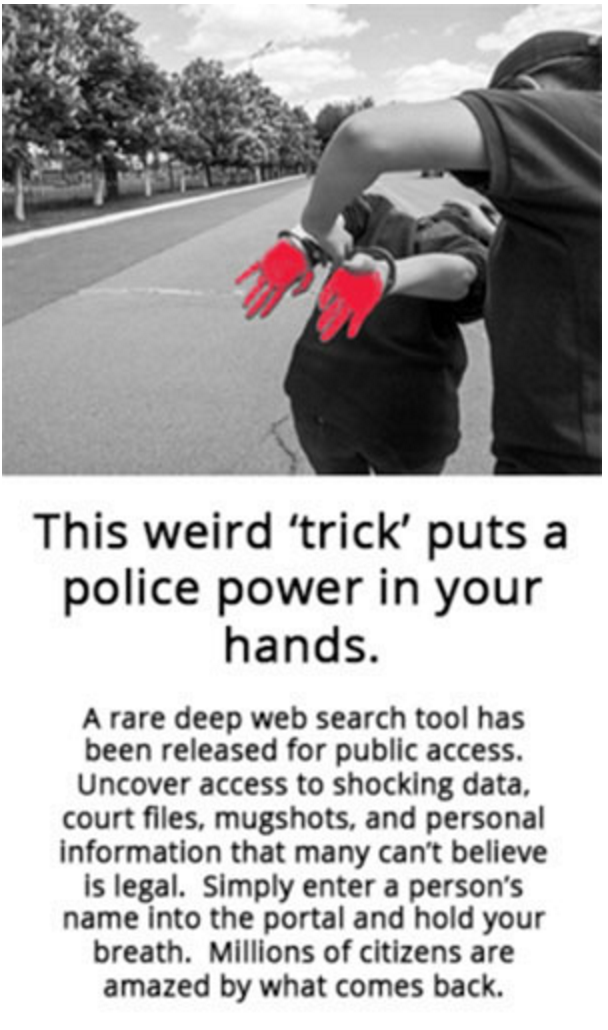 This weird ‘trick’ puts a
police power in your
hands.
A rare deep web search tool has
been released for public access.
Uncover access to shocking data,
court files, mugshots, and personal
information that many can’t believe
is legal.  Simply enter a person’s
name into the portal and hold your
breath.  Millions of citizens are
amazed by what comes back.